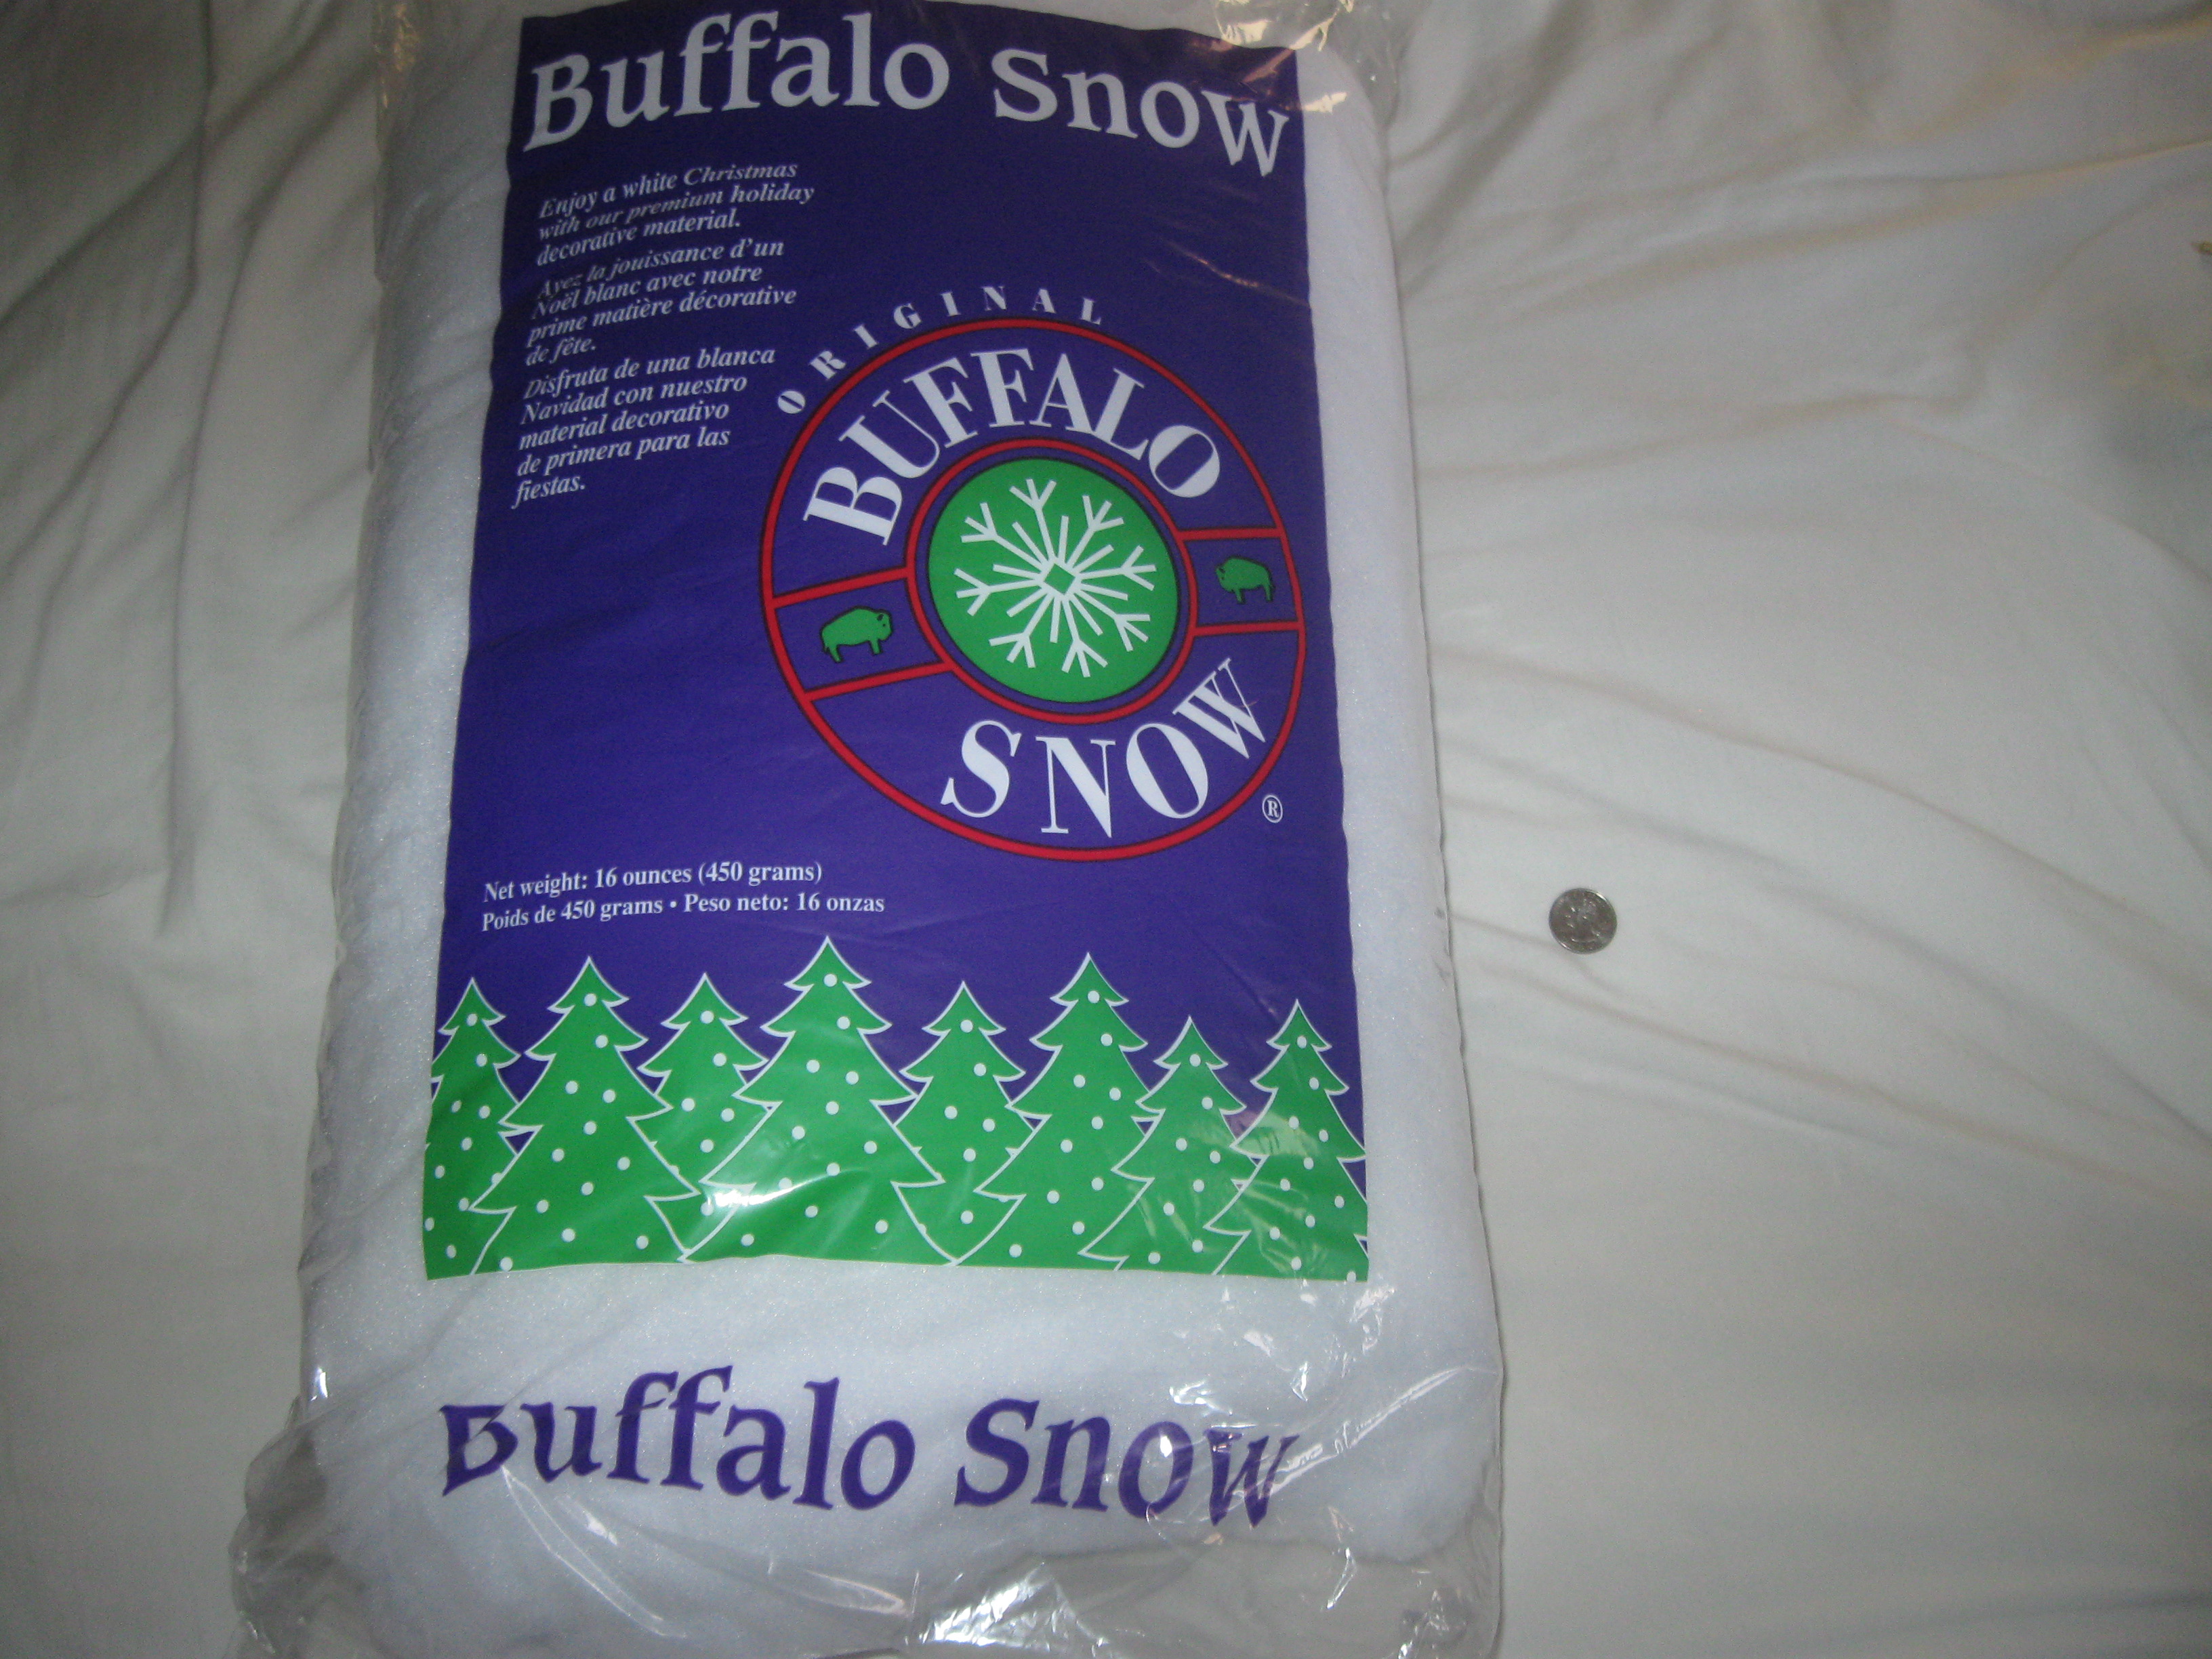 Buffalo Snow
Enjoy a white Christmas
with our premium holiday
decorative material.
Ayez la jouissance d'un
Noël blanc avec notre
prime matière décorative
de fête.
Disfruta de una blanca
Navidad con nuestro
material decorativo
de primera para las
fiestas.
ORIGINAL
BUFFALO
SNOW
®
Net weight: 16 ounces (450 grams)
Poids de 450 grams • Peso neto: 16 onzas
Buffalo Snow